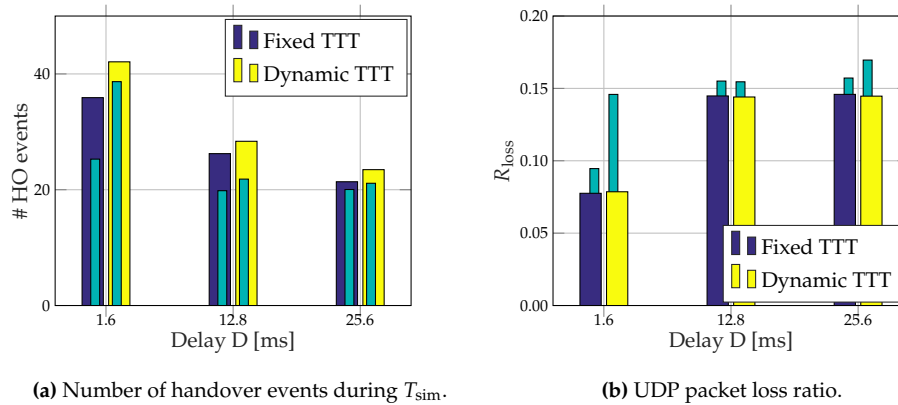 40
20
0
# HO events
Fixed TTT
Dynamic TTT
1.6
12.8
25.6
Delay D [ms]
(a) Number of handover events during T_sim.
0.20
0.15
0.10
0.05
0.00
R_loss
Fixed TTT
Dynamic TTT
1.6
12.8
25.6
Delay D [ms]
(b) UDP packet loss ratio.